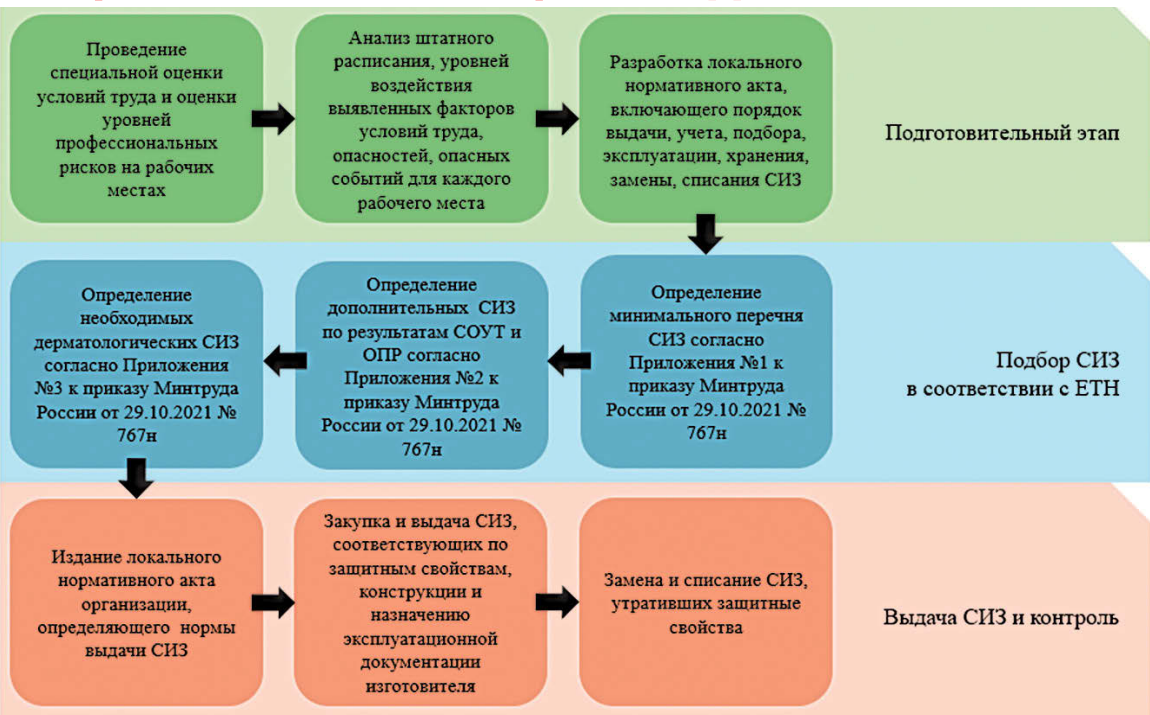 Проведение
специальной оценки
условий труда и оценки
уровней
профессиональных
рисков на рабочих
местах
Анализ штатного
расписания, уровней
воздействия
выявленных факторов
условий труда,
опасностей, опасных
событий для каждого
рабочего места
Разработка локального
нормативного акта,
включающего порядок
выдачи, учета, подбора,
эксплуатации, хранения,
замены, списания СИЗ
Подготовительный этап
Определение
минимального перечня
СИЗ согласно
Приложения №1 к
приказу Минтруда
России от 29.10.2021 №
767н
Определение
дополнительных СИЗ
по результатам СОУТ и
ОПР согласно
Приложения №2 к
приказу Минтруда
России от 29.10.2021 №
767н
Определение
необходимых
дерматологических СИЗ
согласно Приложения
№3 к приказу Минтруда
России от 29.10.2021 №
767н
Подбор СИЗ
в соответствии с ЕТН
Издание локального
нормативного акта
организации,
определяющего нормы
выдачи СИЗ
Закупка и выдача СИЗ,
соответствующих по
защитным свойствам,
конструкции и
назначению
эксплуатационной
документации
изготовителя
Замена и списание СИЗ,
утративших защитные
свойства
Выдача СИЗ и контроль